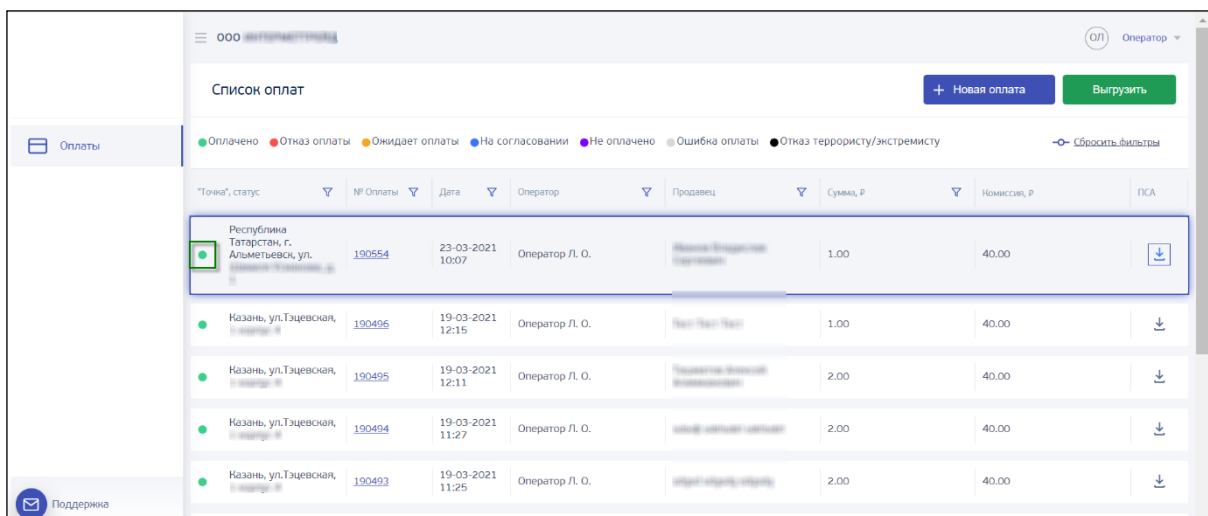 ООО
ОЛ Оператор
Список оплат
+ Новая оплата
Выгрузить
Оплаты
Оплачено Отказ оплаты Ожидает оплаты На согласовании Не оплачено Ошибка оплаты Отказ террористу/экстремисту
Сбросить фильтры
"Точка", статус № Оплаты Дата Оператор Продавец Сумма, ₽ Комиссия, ₽ ПСА
Республика
Татарстан, г.
Альметьевск, ул.
190554
23-03-2021
10:07
Оператор Л. О.
1.00
40.00
Казань, ул.Тэцевская,
190496
19-03-2021
12:15
Оператор Л. О.
1.00
40.00
Казань, ул.Тэцевская,
190495
19-03-2021
12:11
Оператор Л. О.
2.00
40.00
Казань, ул.Тэцевская,
190494
19-03-2021
11:27
Оператор Л. О.
2.00
40.00
Казань, ул.Тэцевская,
190493
19-03-2021
11:25
Оператор Л. О.
2.00
40.00
Поддержка